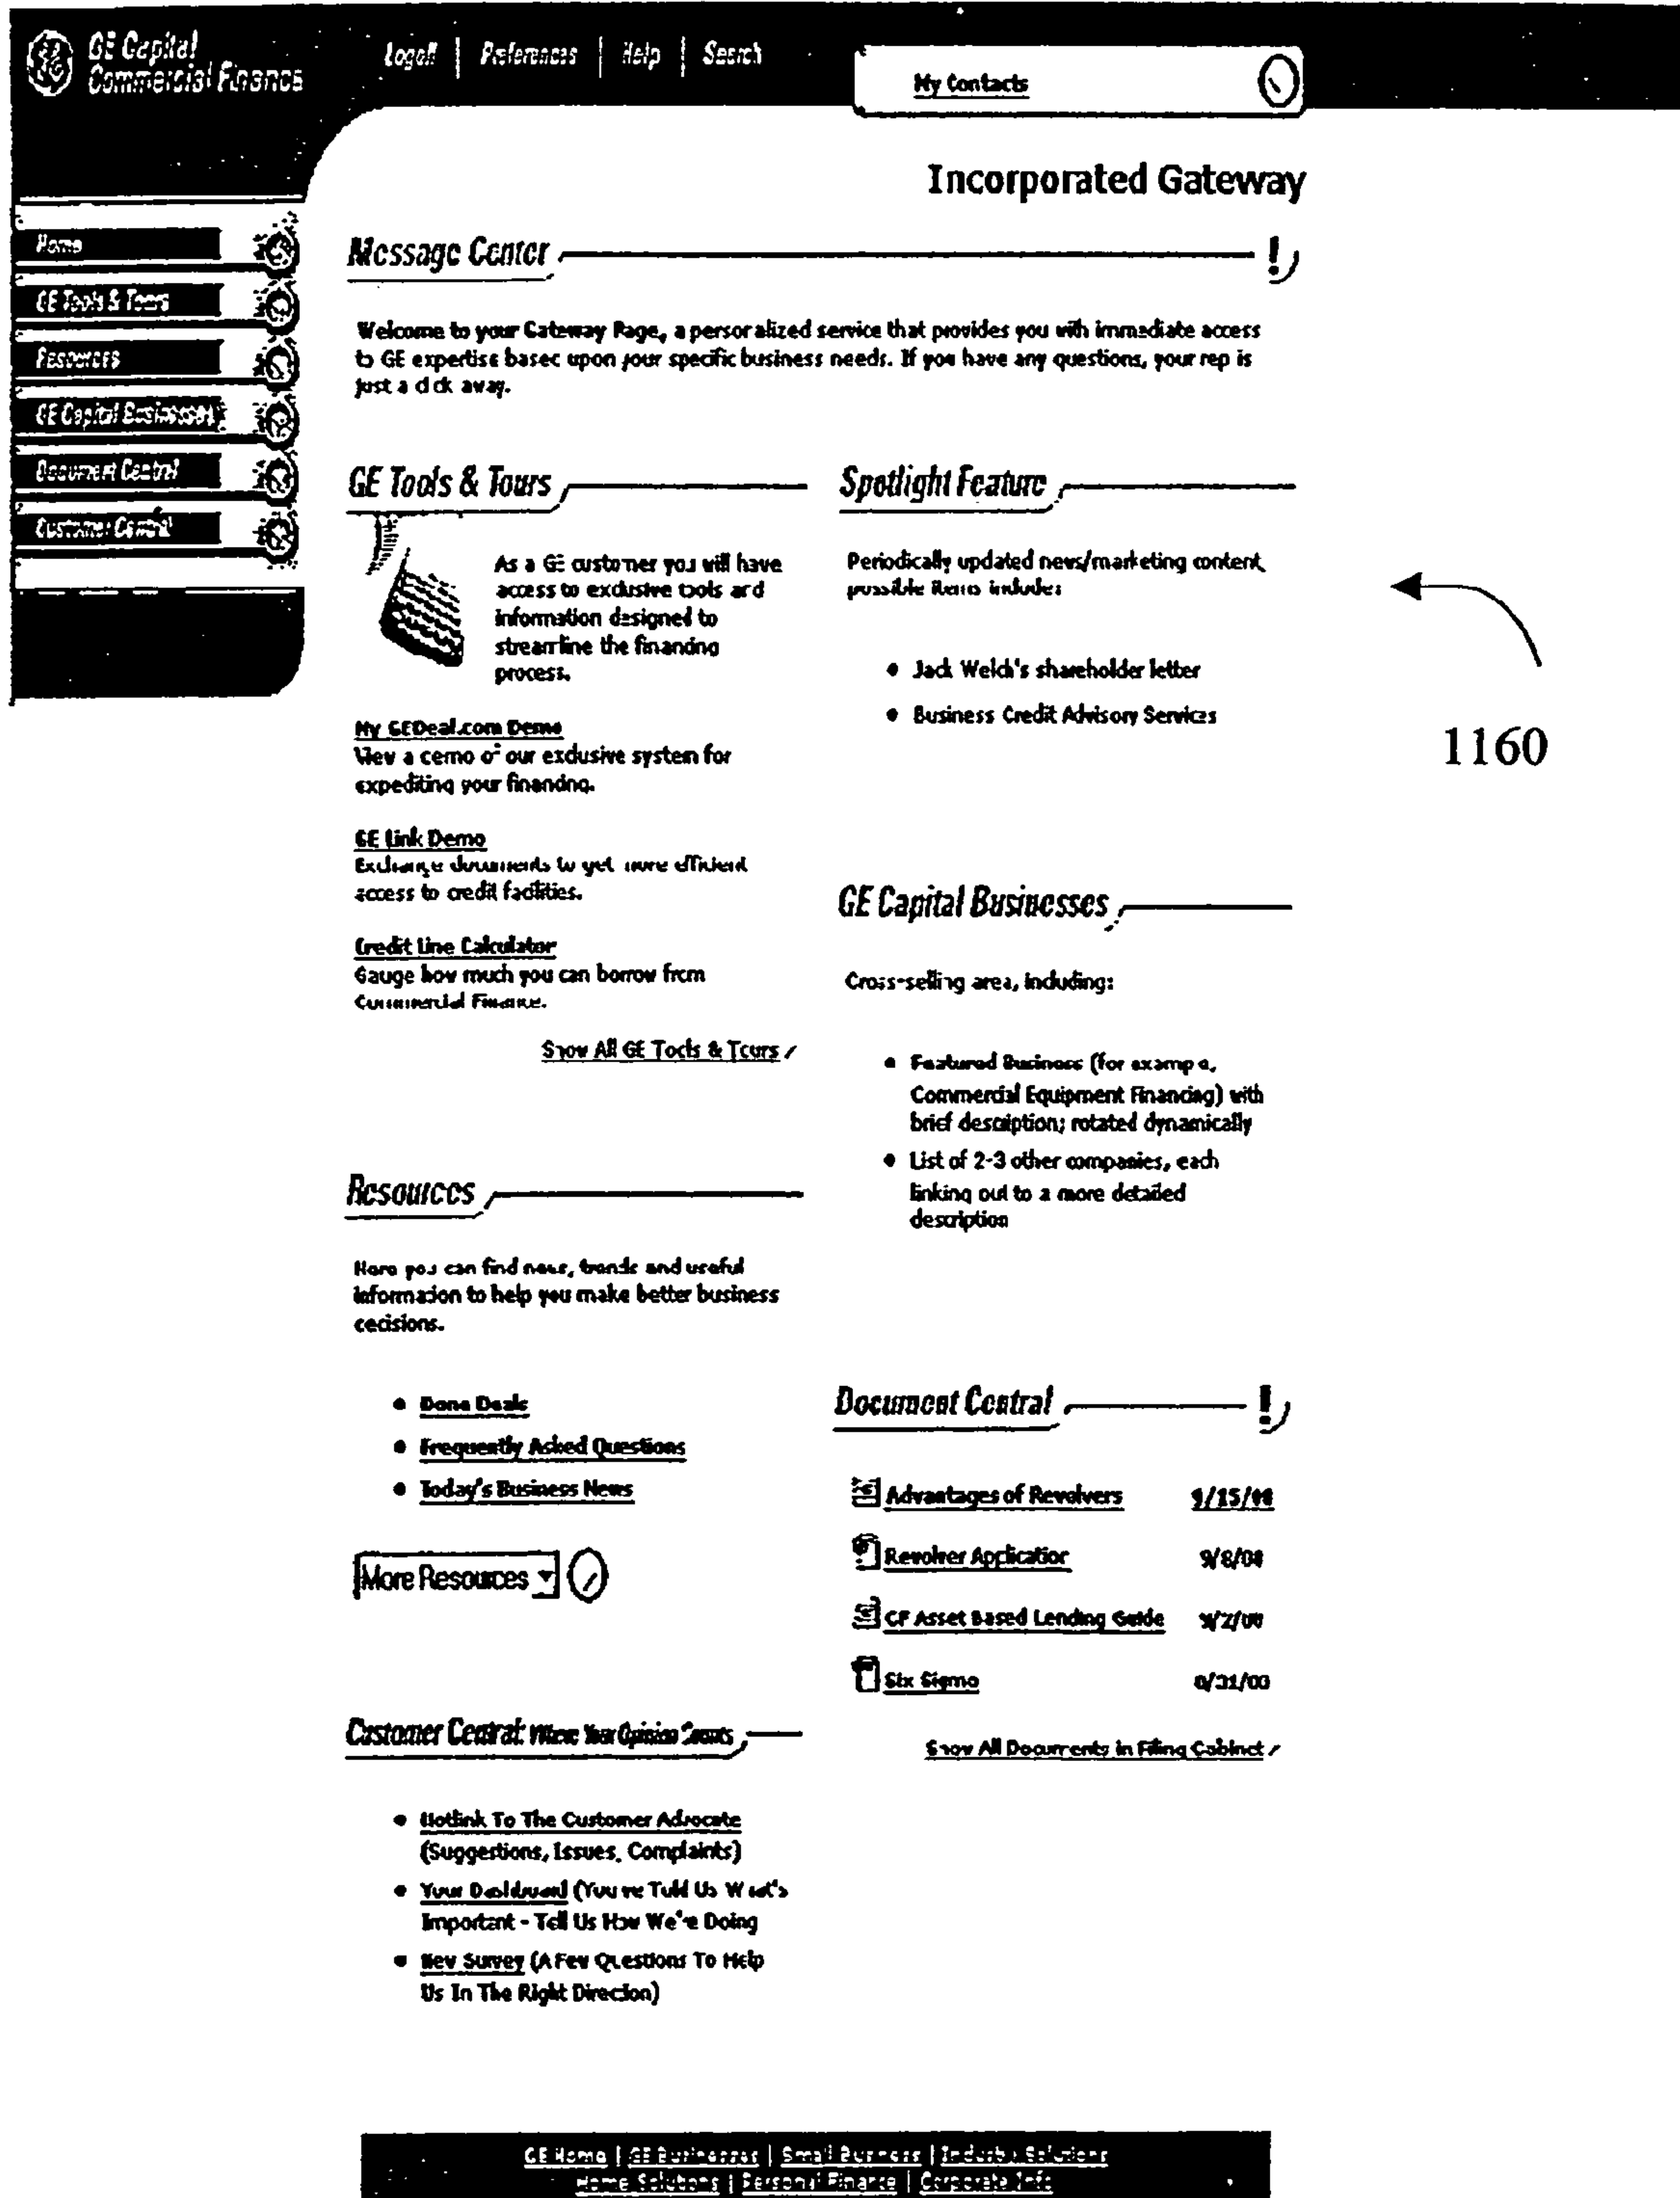 GE Capital
Commercial Finance
Logoff | Preferences | Help | Search
My Contacts
Incorporated Gateway
Home
GE Tools & Tours
Resources
GE Capital Businesses
Document Central
Customer Central
Message Center
Welcome to your Gateway Page, a personalized service that provides you with immediate access
to GE expertise based upon your specific business needs. If you have any questions, your rep is
just a click away.
GE Tools & Tours
As a GE customer you will have
access to exclusive tools and
information designed to
streamline the financing
process.
My GEDeal.com Demo
View a demo of our exclusive system for
expediting your financing.
GE Link Demo
Exchange documents to get more efficient
access to credit facilities.
Credit Line Calculator
Gauge how much you can borrow from
Commercial Finance.
Show All GE Tools & Tours
Spotlight Feature
Periodically updated news/marketing content,
possible items include:
• Jack Welch's shareholder letter
• Business Credit Advisory Services
1160
GE Capital Businesses
Cross-selling area, including:
• Featured Business (for example,
Commercial Equipment Financing) with
brief description; rotated dynamically
• List of 2-3 other companies, each
linking out to a more detailed
description
Resources
Here you can find news, trends and useful
information to help you make better business
decisions.
• Done Deals
• Frequently Asked Questions
• Today's Business News
More Resources
Document Central
Advantages of Revolvers
Revolver Application
CF Asset Based Lending Guide
Six Sigma
Show All Documents in Filing Cabinet
Customer Central: Where Your Opinion Counts
• Hotlink To The Customer Advocate
(Suggestions, Issues, Complaints)
• Your Dashboard (You've Told Us What's
Important - Tell Us How We're Doing
• New Survey (A Few Questions To Help
Us In The Right Direction)
GE Home | GE Businesses | Small Business | Industry Solutions
Home Solutions | Personal Finance | Corporate Info